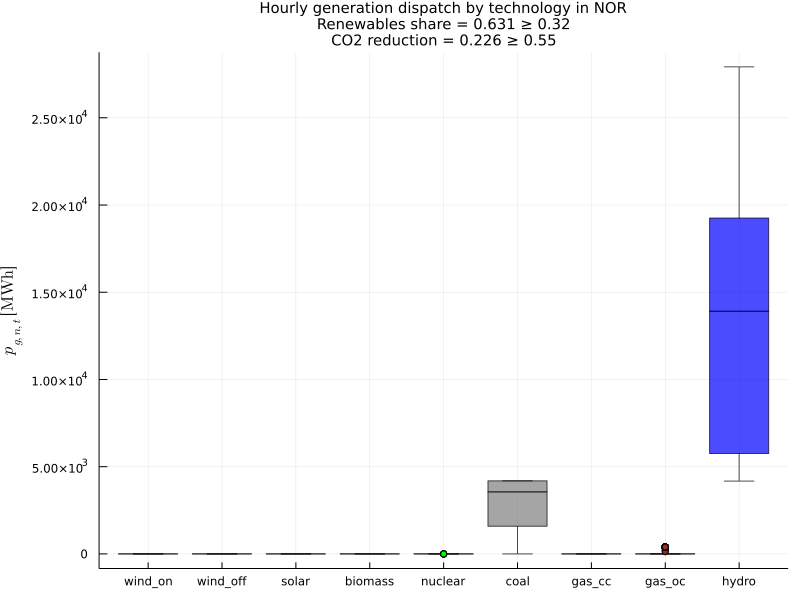 Hourly generation dispatch by technology in NOR
Renewables share = 0.631 ≥ 0.32
CO2 reduction = 0.226 ≥ 0.55
2.50×10⁴
2.00×10⁴
1.50×10⁴
1.00×10⁴
5.00×10³
0
p g,n,t [MWh]
wind_on wind_off solar biomass nuclear coal gas_cc gas_oc hydro